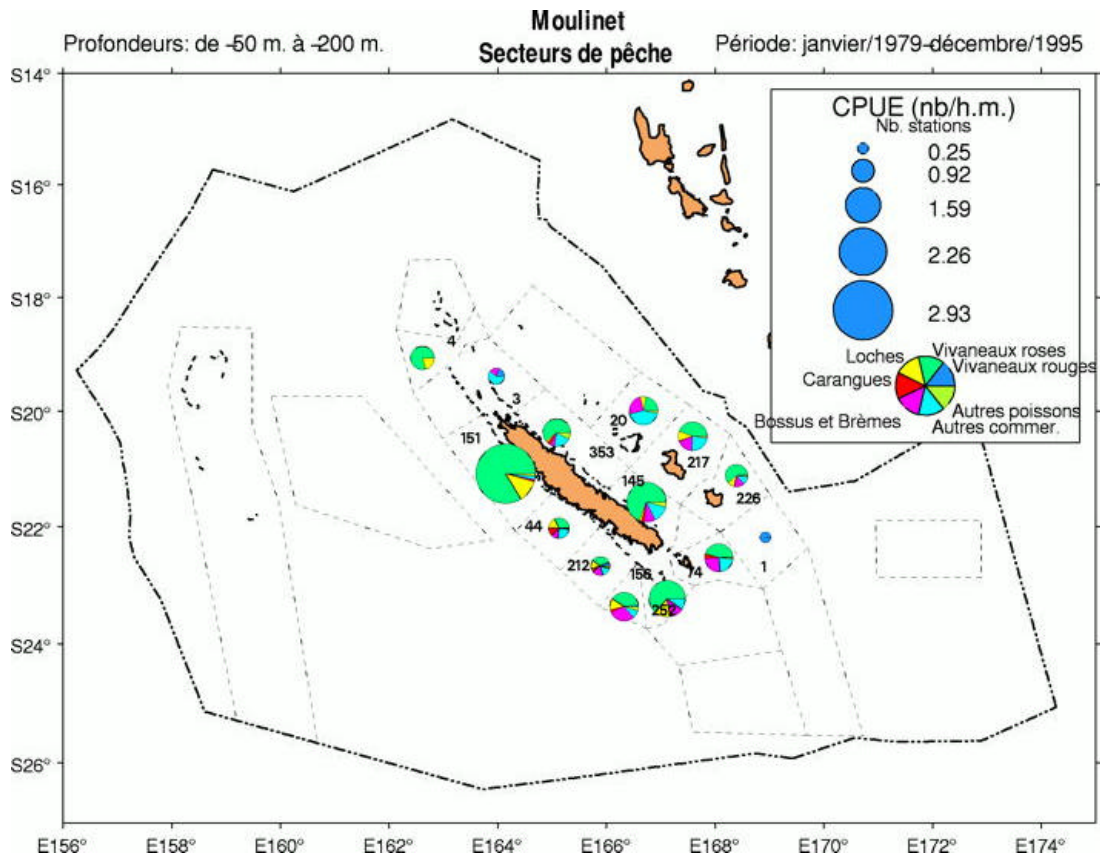 Moulinet
Profondeurs: de -50 m. à -200 m.
Secteurs de pêche
Période: janvier/1979-décembre/1995
S14°
S16°
S18°
S20°
S22°
S24°
S26°
CPUE (nb/h.m.)
Nb. stations
0.25
0.92
1.59
2.26
2.93
Loches
Vivaneaux roses
Vivaneaux rouges
Carangues
Bossus et Brèmes
Autres poissons
Autres commer.
4
3
20
151
353
217
145
226
44
212
156
74
1
252
E156°
E158°
E160°
E162°
E164°
E166°
E168°
E170°
E172°
E174°